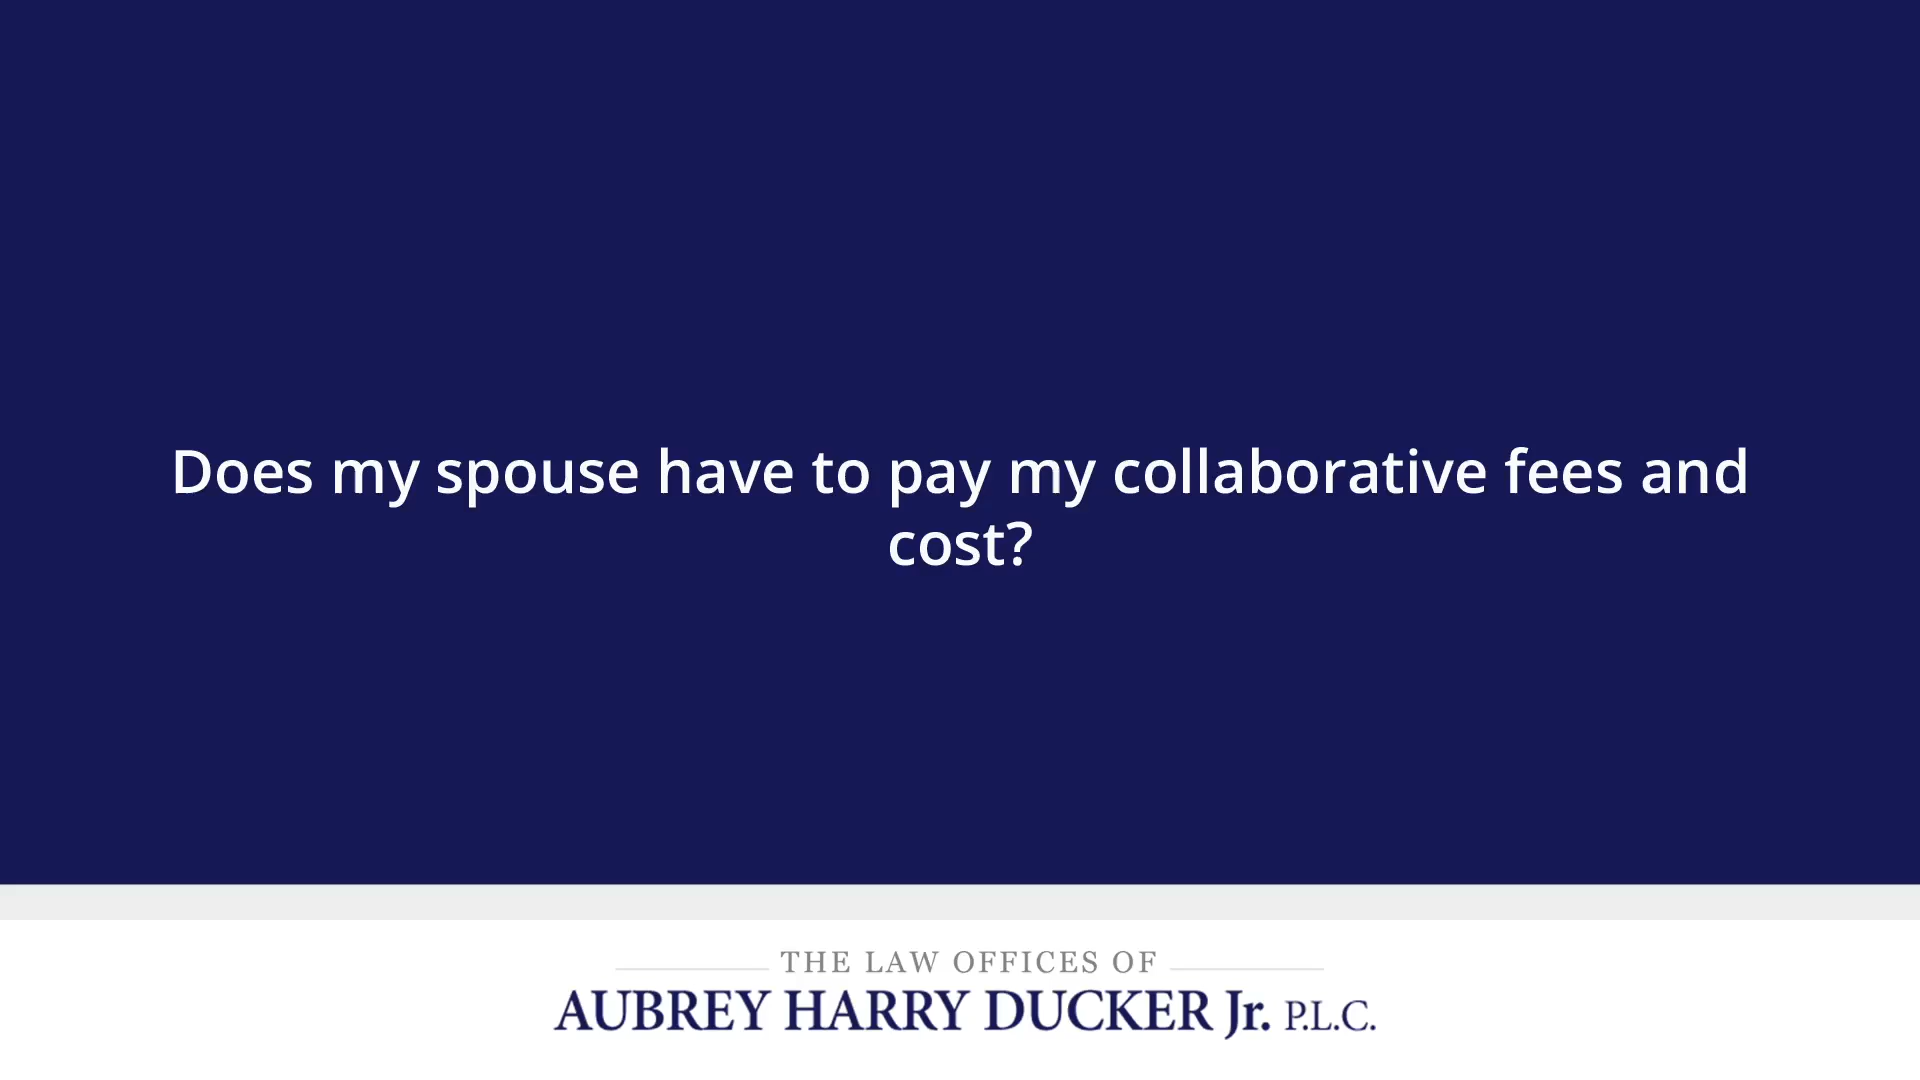 Does my spouse have to pay my collaborative fees and
cost?
THE LAW OFFICES OF
AUBREY HARRY DUCKER Jr. P.L.C.